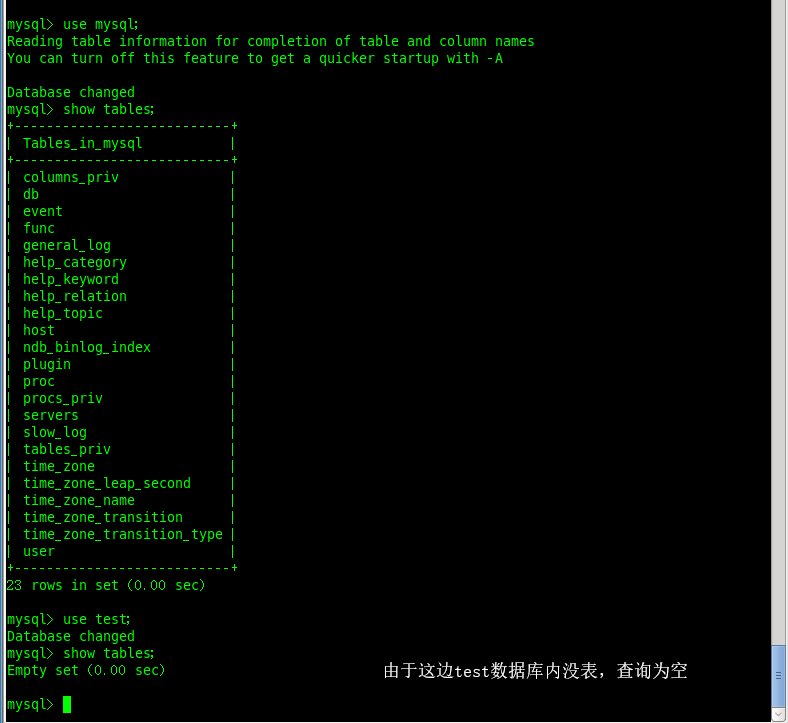 mysql> use mysql;
Reading table information for completion of table and column names
You can turn off this feature to get a quicker startup with -A
Database changed
mysql> show tables;
+---------------------------+
| Tables_in_mysql           |
+---------------------------+
| columns_priv              |
| db                        |
| event                     |
| func                      |
| general_log               |
| help_category             |
| help_keyword              |
| help_relation             |
| help_topic                |
| host                      |
| ndb_binlog_index          |
| plugin                    |
| proc                      |
| procs_priv                |
| servers                   |
| slow_log                  |
| tables_priv               |
| time_zone                 |
| time_zone_leap_second     |
| time_zone_name            |
| time_zone_transition      |
| time_zone_transition_type |
| user                      |
+---------------------------+
23 rows in set (0.00 sec)
mysql> use test;
Database changed
mysql> show tables;
Empty set (0.00 sec) 由于这边test数据库内没表，查询为空
mysql>